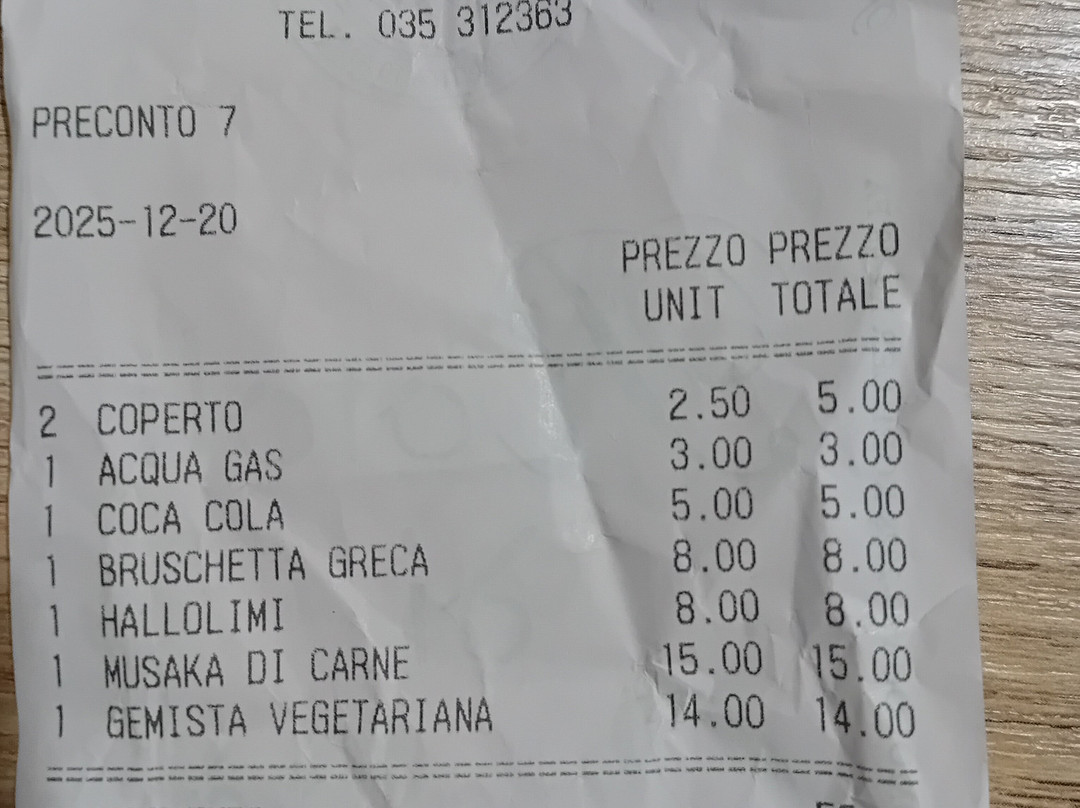 TEL. 035 312363
PRECONTO 7
2025-12-20
PREZZO PREZZO
UNIT TOTALE
2 COPERTO 2.50 5.00
1 ACQUA GAS 3.00 3.00
1 COCA COLA 5.00 5.00
1 BRUSCHETTA GRECA 8.00 8.00
1 HALLOLIMI 8.00 8.00
1 MUSAKA DI CARNE 15.00 15.00
1 GEMISTA VEGETARIANA 14.00 14.00